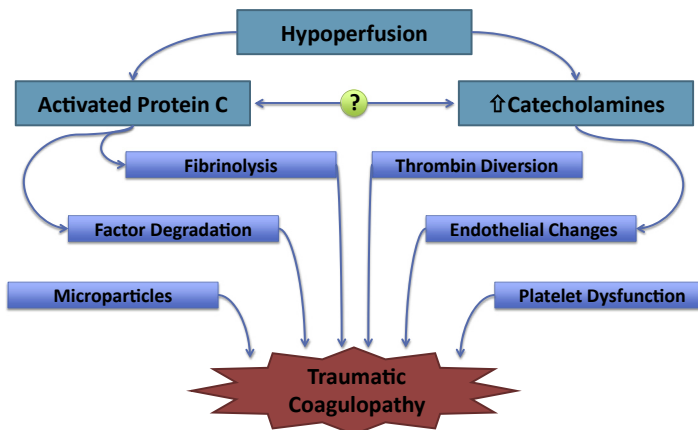 Hypoperfusion
Activated Protein C
?
⇧Catecholamines
Fibrinolysis
Thrombin Diversion
Factor Degradation
Endothelial Changes
Microparticles
Platelet Dysfunction
Traumatic
Coagulopathy